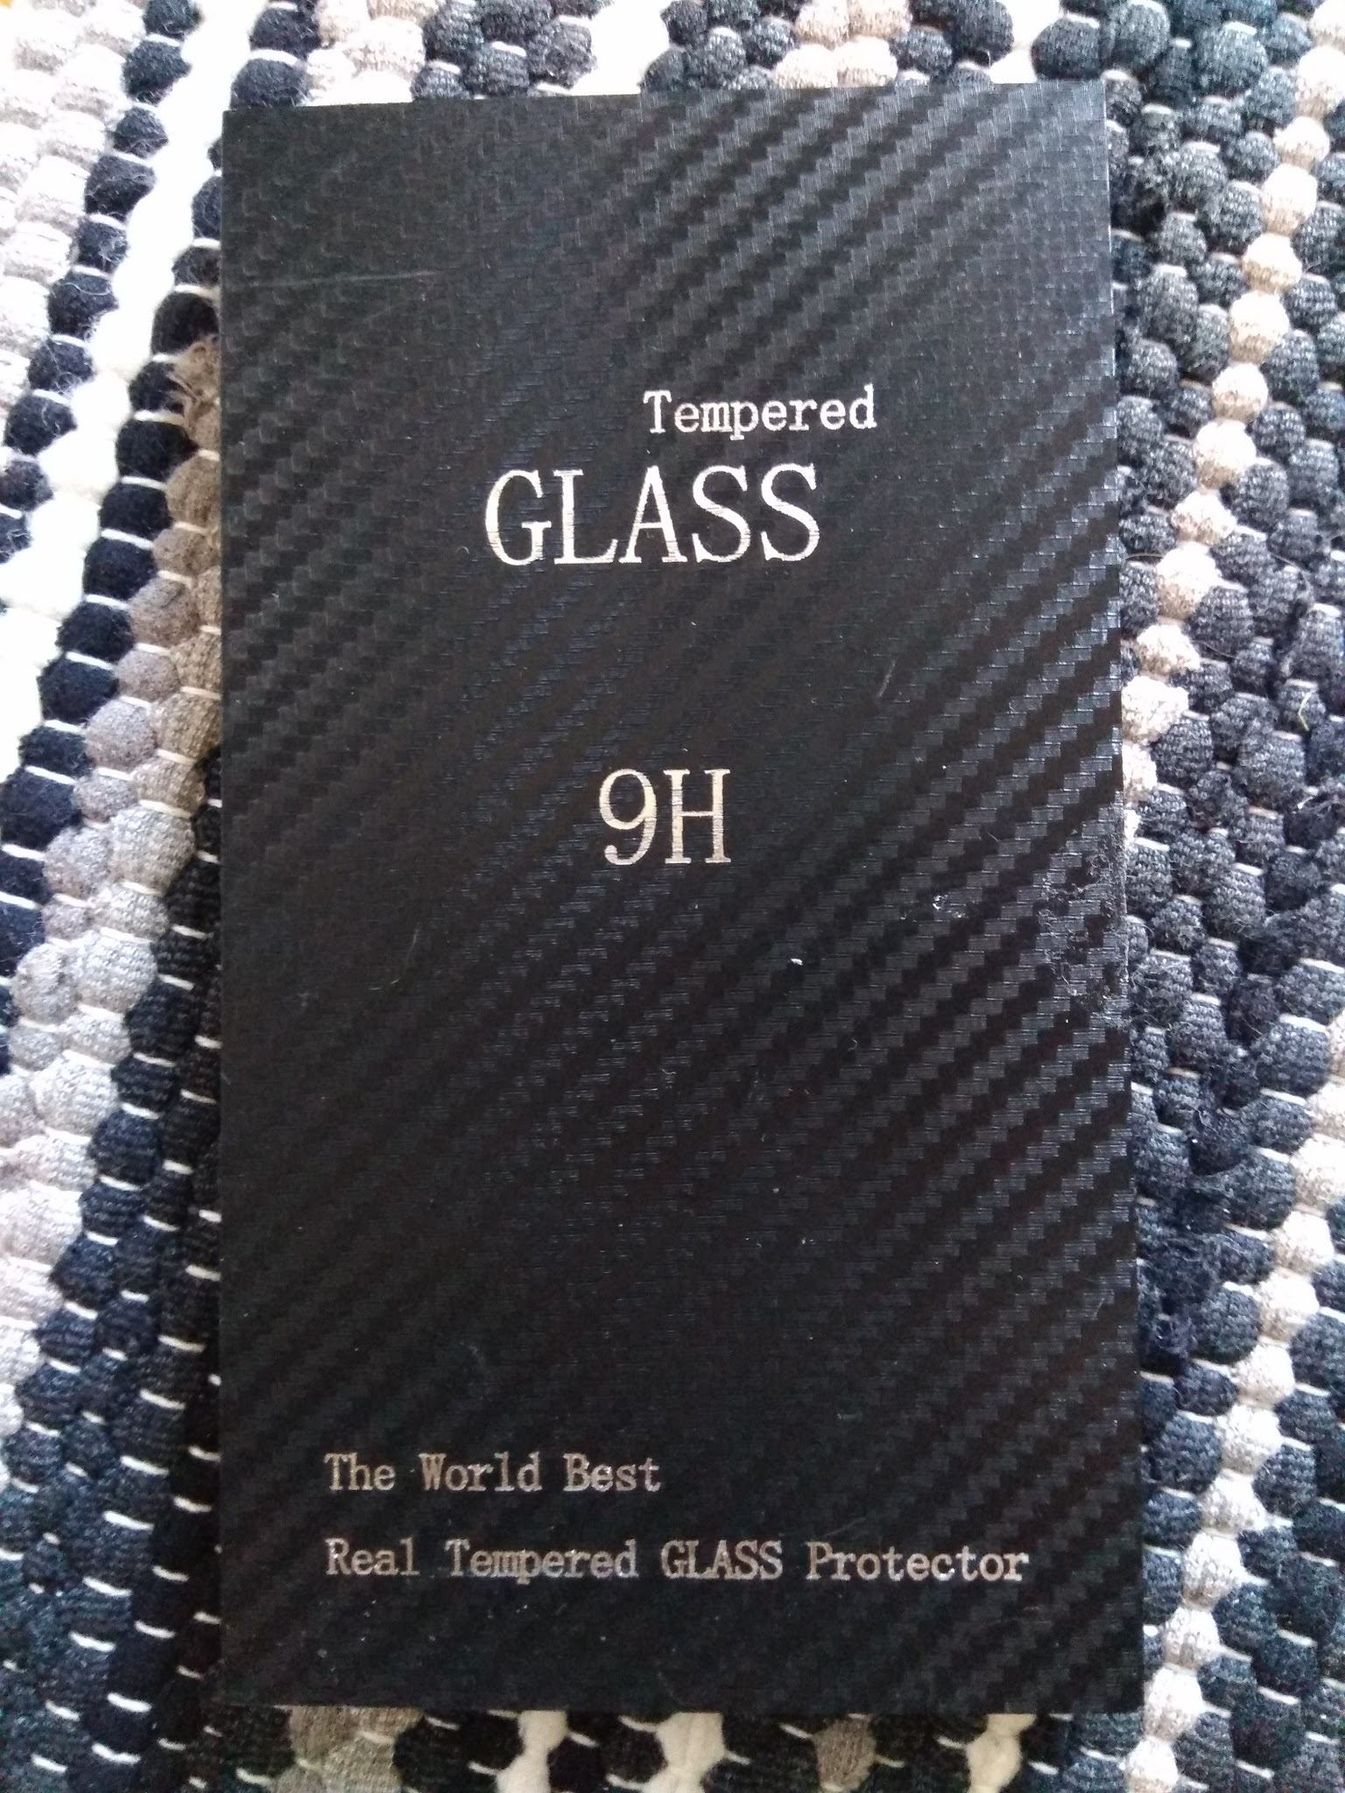 Tempered
GLASS
9H
The World Best
Real Tempered GLASS Protector